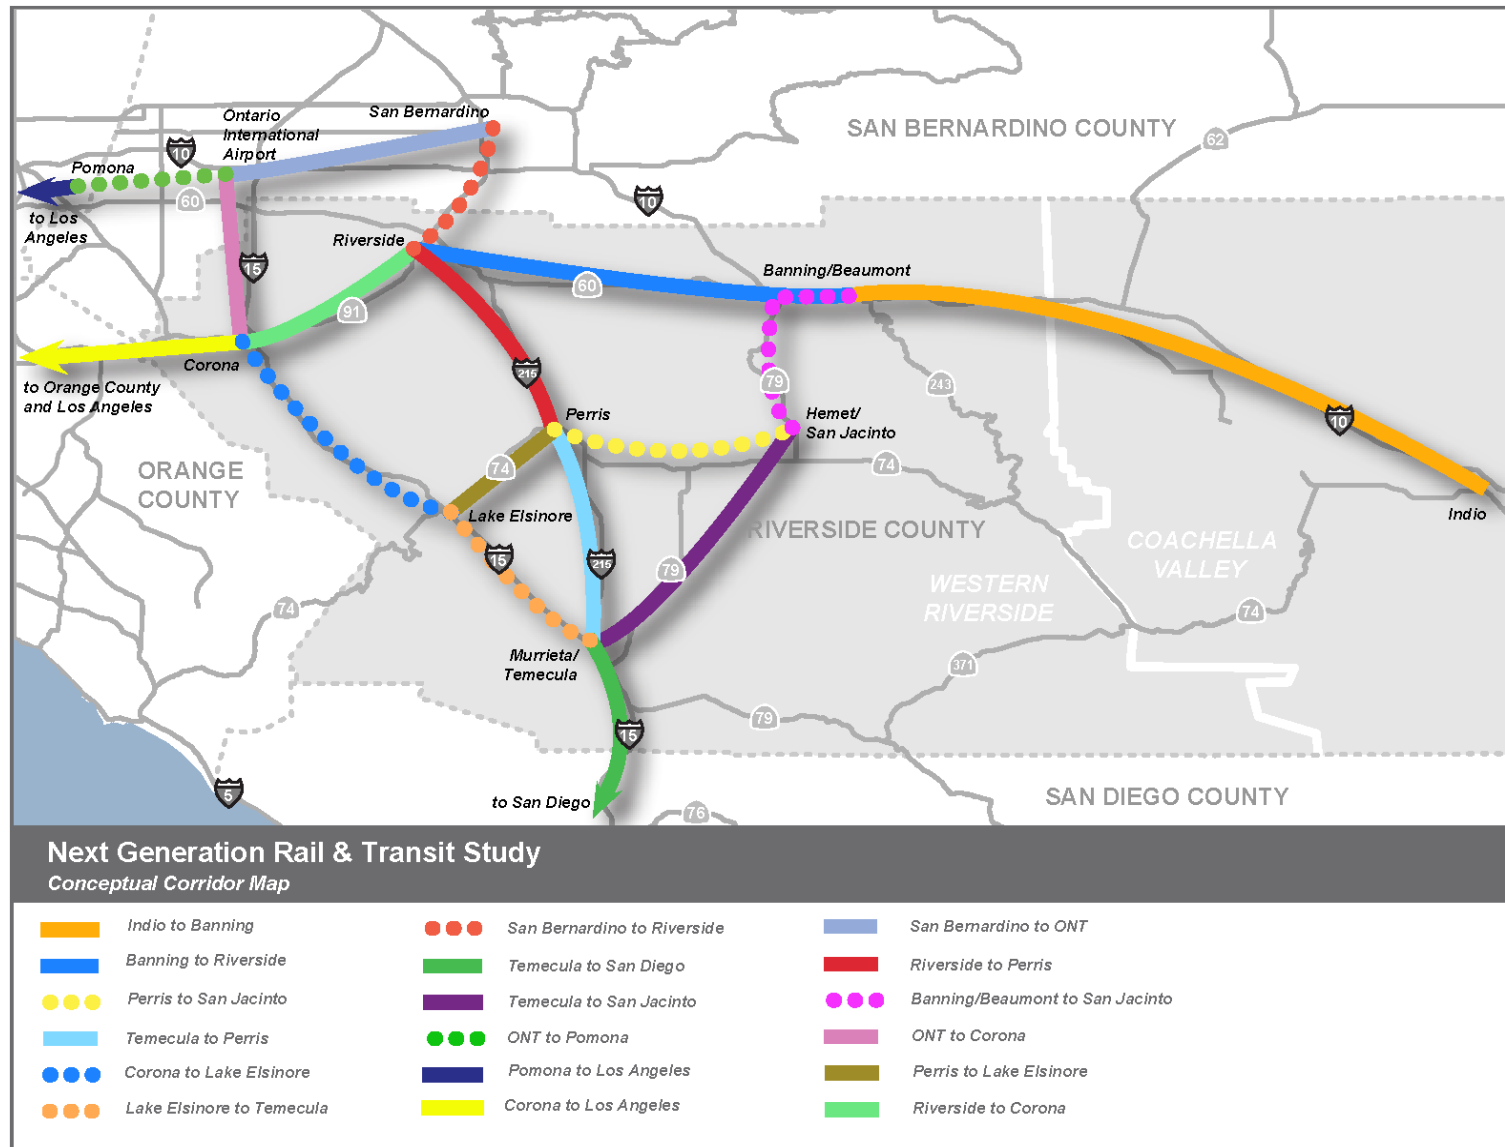 San Bernardino
Ontario
International
Airport
SAN BERNARDINO COUNTY
62
10
Pomona
60
10
to Los
Angeles
Riverside
15
Banning/Beaumont
60
91
Corona
215
79
243
to Orange County
and Los Angeles
Perris
Hemet/
San Jacinto
10
ORANGE
COUNTY
74
74
Lake Elsinore
RIVERSIDE COUNTY
Indio
COACHELLA
VALLEY
15
215
79
WESTERN
RIVERSIDE
74
74
Murrieta/
Temecula
371
79
15
5
to San Diego
76
SAN DIEGO COUNTY
Next Generation Rail & Transit Study
Conceptual Corridor Map
Indio to Banning
Banning to Riverside
Perris to San Jacinto
Temecula to Perris
Corona to Lake Elsinore
Lake Elsinore to Temecula
San Bernardino to Riverside
Temecula to San Diego
Temecula to San Jacinto
ONT to Pomona
Pomona to Los Angeles
Corona to Los Angeles
San Bernardino to ONT
Riverside to Perris
Banning/Beaumont to San Jacinto
ONT to Corona
Perris to Lake Elsinore
Riverside to Corona